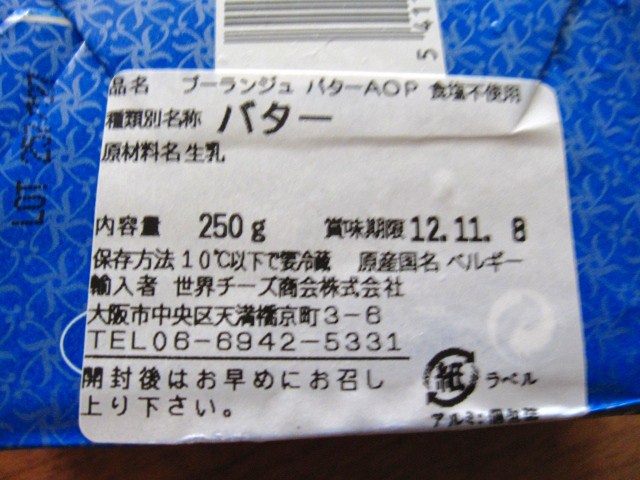 5 411
LOT
品名 ブーランジュ バターAOP 食塩不使用
種類別名称 バター
原材料名 生乳
内容量 250g 賞味期限 12.11. 8
保存方法 10℃以下で要冷蔵 原産国名 ベルギー
輸入者 世界チーズ商会株式会社
大阪市中央区天満橋京町3-6
TEL06-6942-5331
開封後はお早めにお召し
上り下さい。
紙 ラベル
アルミ: